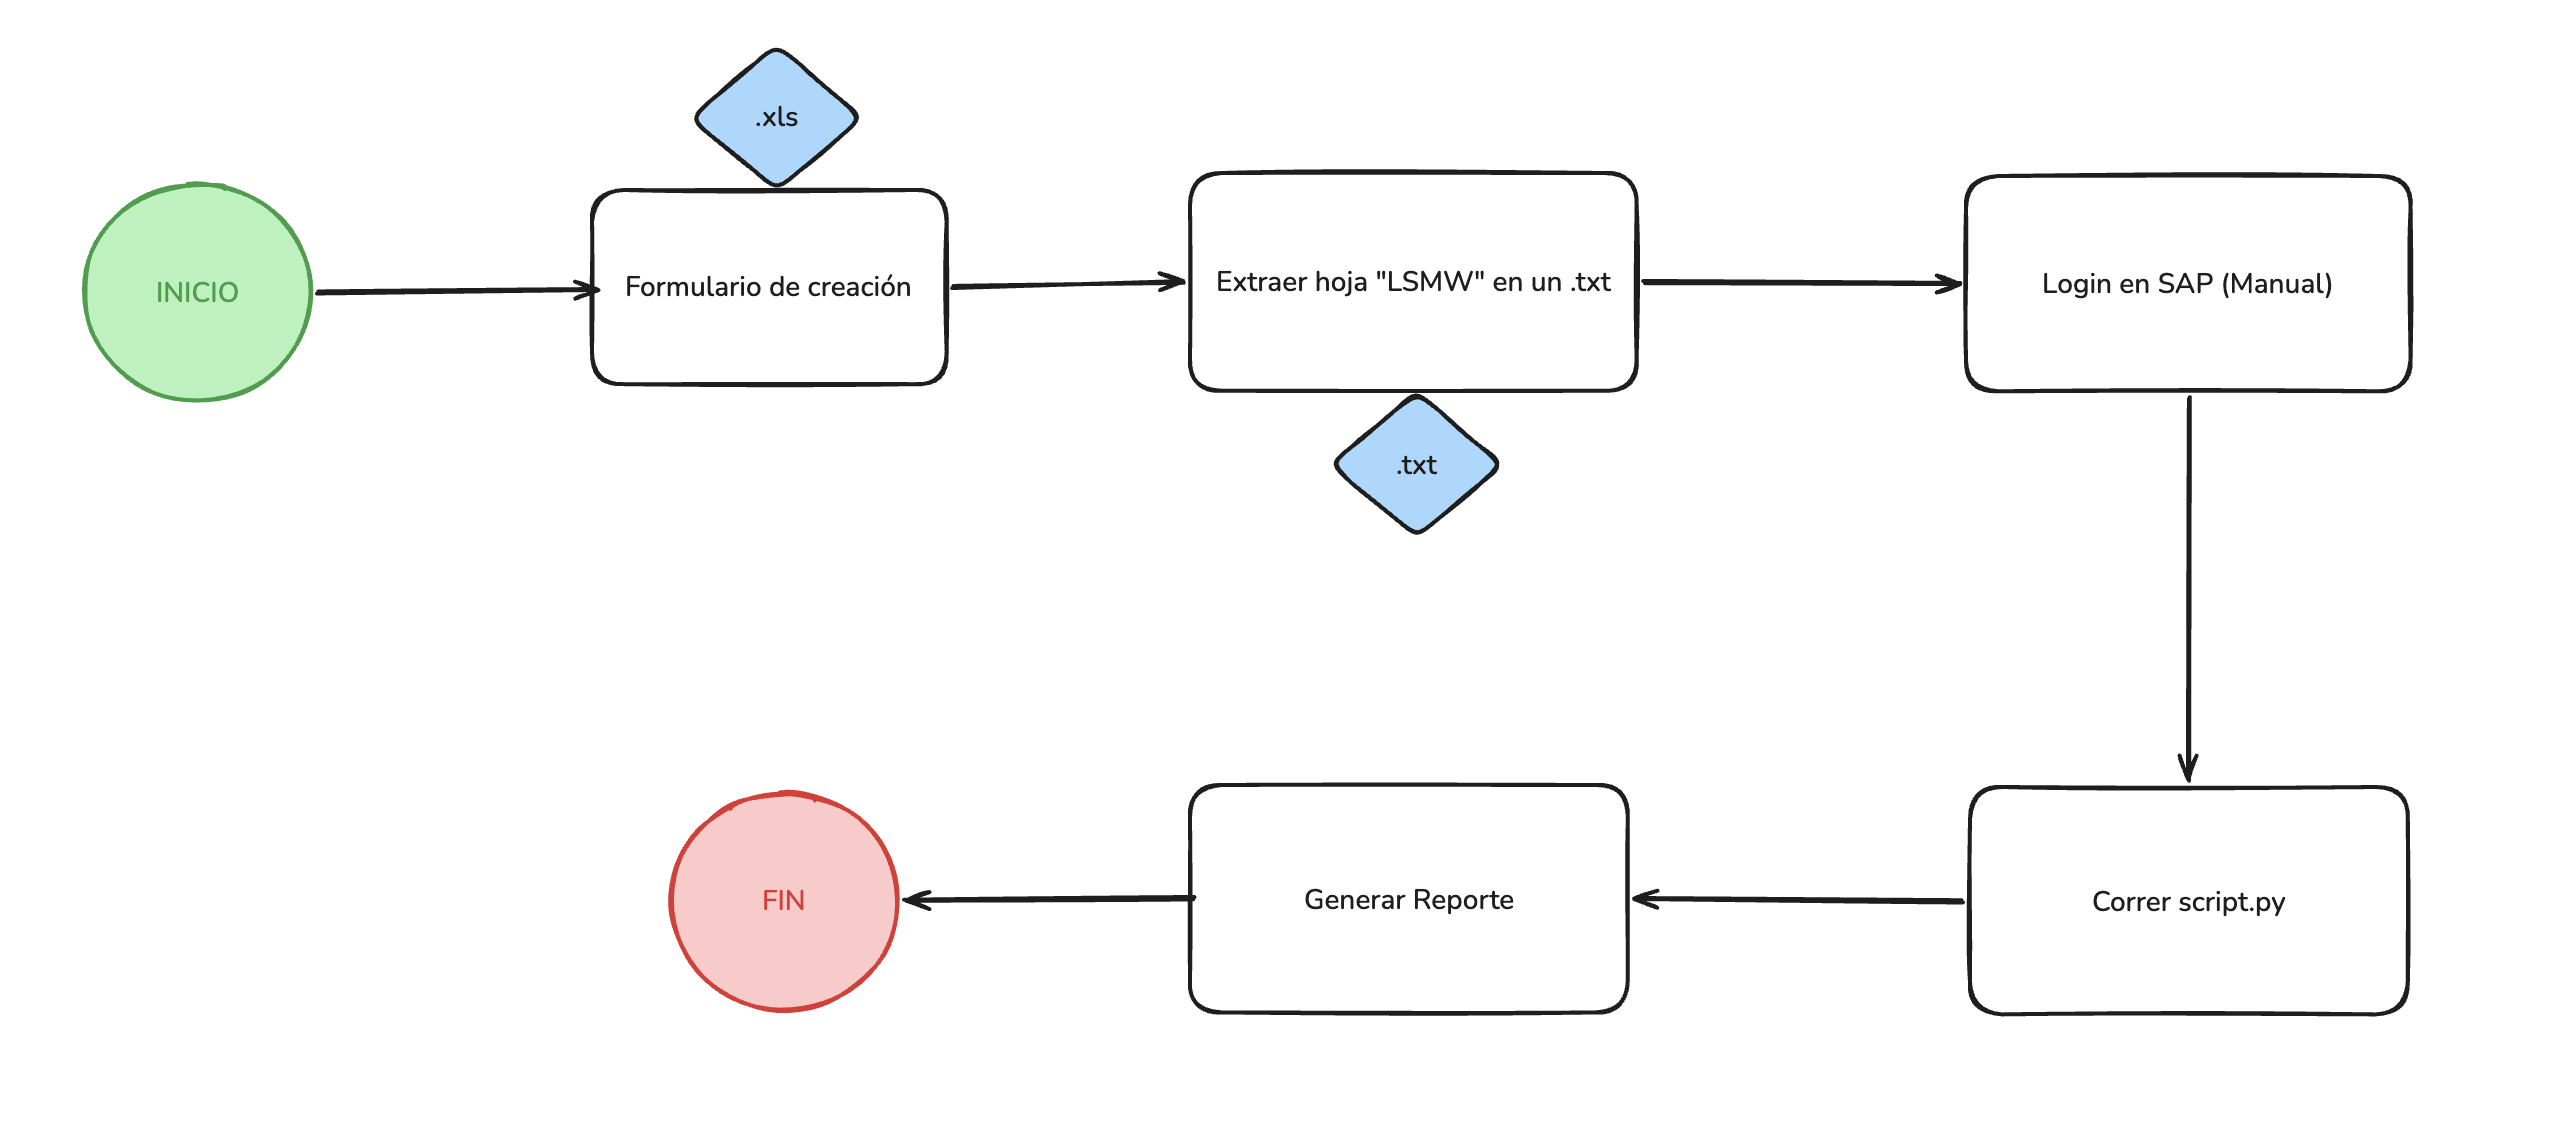 .xls
INICIO
Formulario de creación
Extraer hoja "LSMW" en un .txt
Login en SAP (Manual)
.txt
FIN
Generar Reporte
Correr script.py